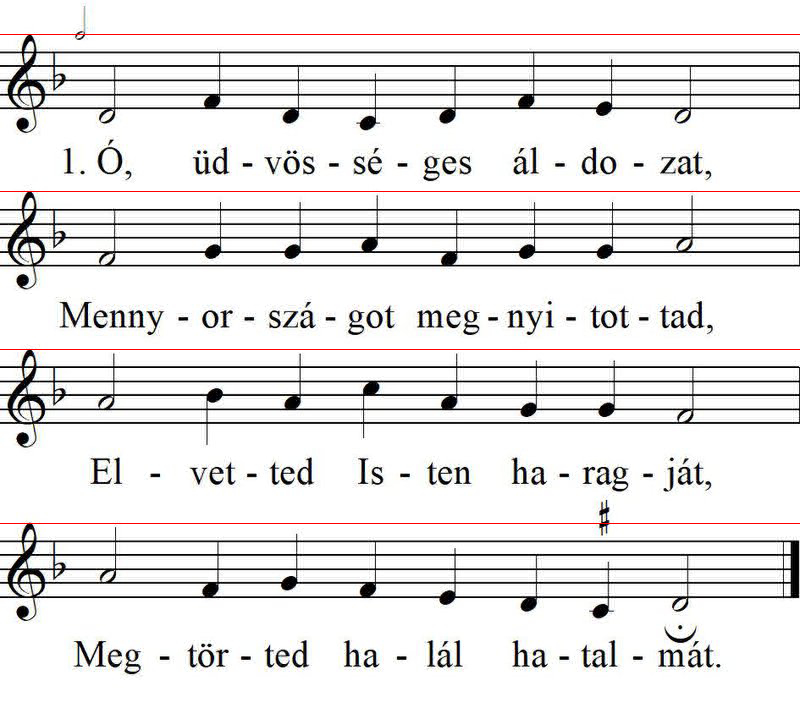 1. Ó, üd - vös - sé - ges ál - do - zat,
Menny - or - szá - got meg - nyi - tot - tad,
El - vet - ted Is - ten ha - rag - ját,
Meg - tör - ted ha - lál ha - tal - mát.